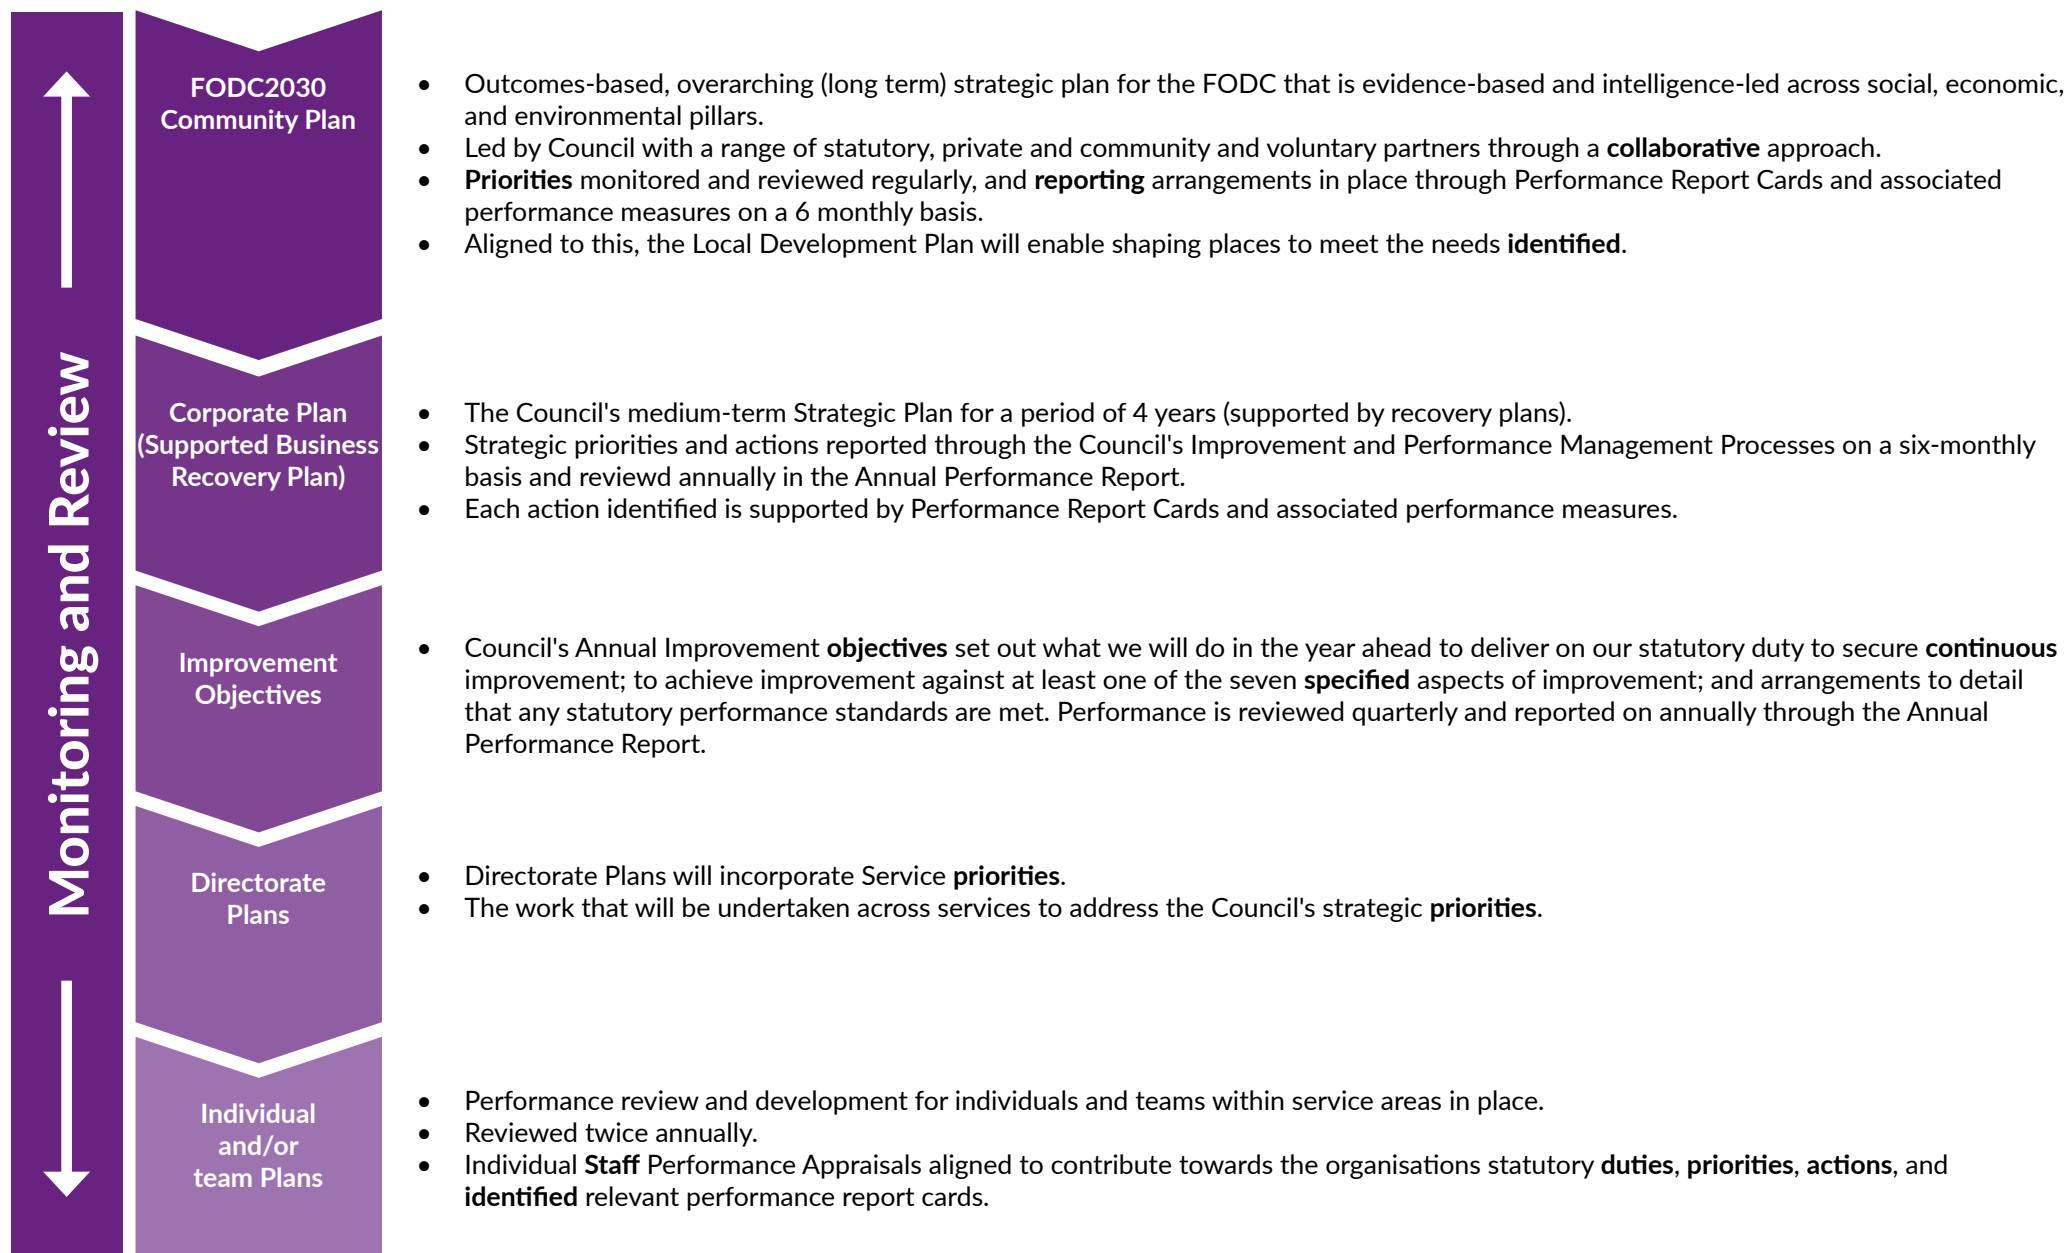 Monitoring and Review
FODC2030
Community Plan
• Outcomes-based, overarching (long term) strategic plan for the FODC that is evidence-based and intelligence-led across social, economic,
and environmental pillars.
• Led by Council with a range of statutory, private and community and voluntary partners through a collaborative approach.
• Priorities monitored and reviewed regularly, and reporting arrangements in place through Performance Report Cards and associated
performance measures on a 6 monthly basis.
• Aligned to this, the Local Development Plan will enable shaping places to meet the needs identified.
Corporate Plan
(Supported Business
Recovery Plan)
• The Council's medium-term Strategic Plan for a period of 4 years (supported by recovery plans).
• Strategic priorities and actions reported through the Council's Improvement and Performance Management Processes on a six-monthly
basis and reviewd annually in the Annual Performance Report.
• Each action identified is supported by Performance Report Cards and associated performance measures.
Improvement
Objectives
• Council's Annual Improvement objectives set out what we will do in the year ahead to deliver on our statutory duty to secure continuous
improvement; to achieve improvement against at least one of the seven specified aspects of improvement; and arrangements to detail
that any statutory performance standards are met. Performance is reviewed quarterly and reported on annually through the Annual
Performance Report.
Directorate
Plans
• Directorate Plans will incorporate Service priorities.
• The work that will be undertaken across services to address the Council's strategic priorities.
Individual
and/or
team Plans
• Performance review and development for individuals and teams within service areas in place.
• Reviewed twice annually.
• Individual Staff Performance Appraisals aligned to contribute towards the organisations statutory duties, priorities, actions, and
identified relevant performance report cards.